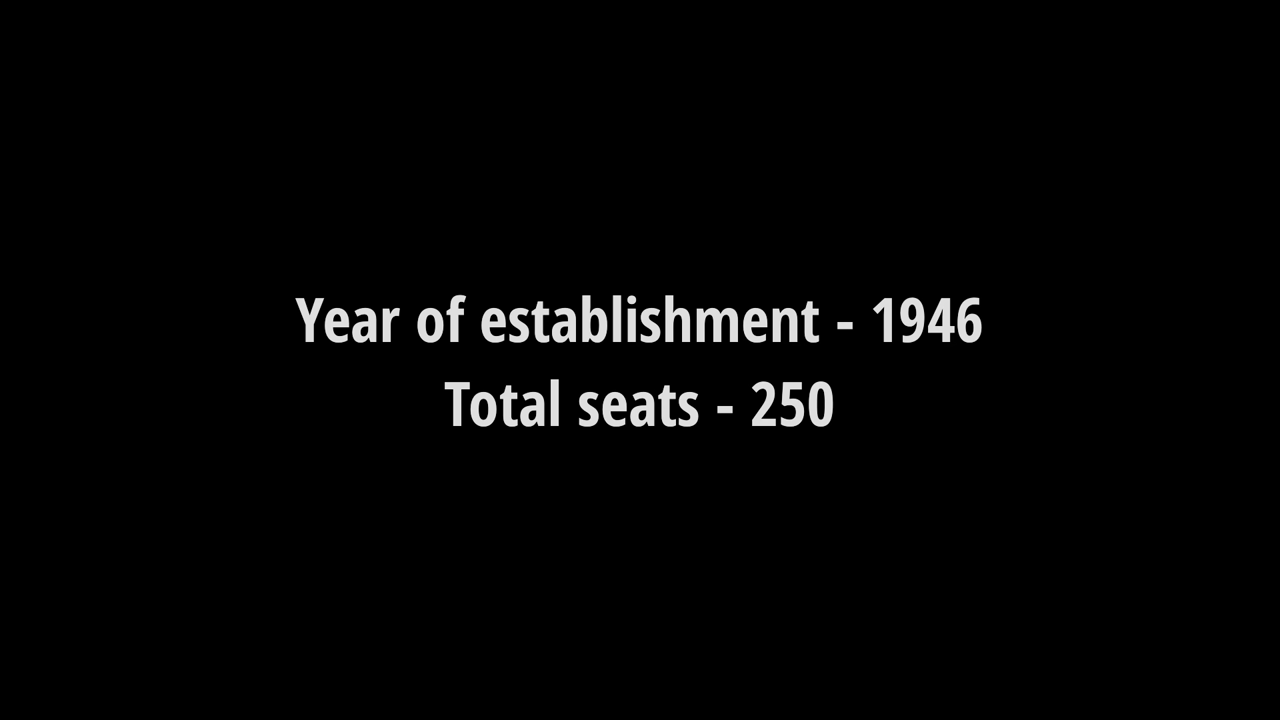 Year of establishment - 1946
Total seats - 250